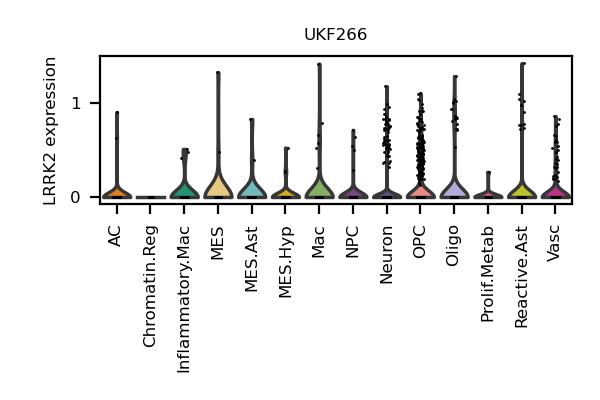 UKF266
LRRK2 expression
1
0
AC
Chromatin.Reg
Inflammatory.Mac
MES
MES.Ast
MES.Hyp
Mac
NPC
Neuron
OPC
Oligo
Prolif.Metab
Reactive.Ast
Vasc